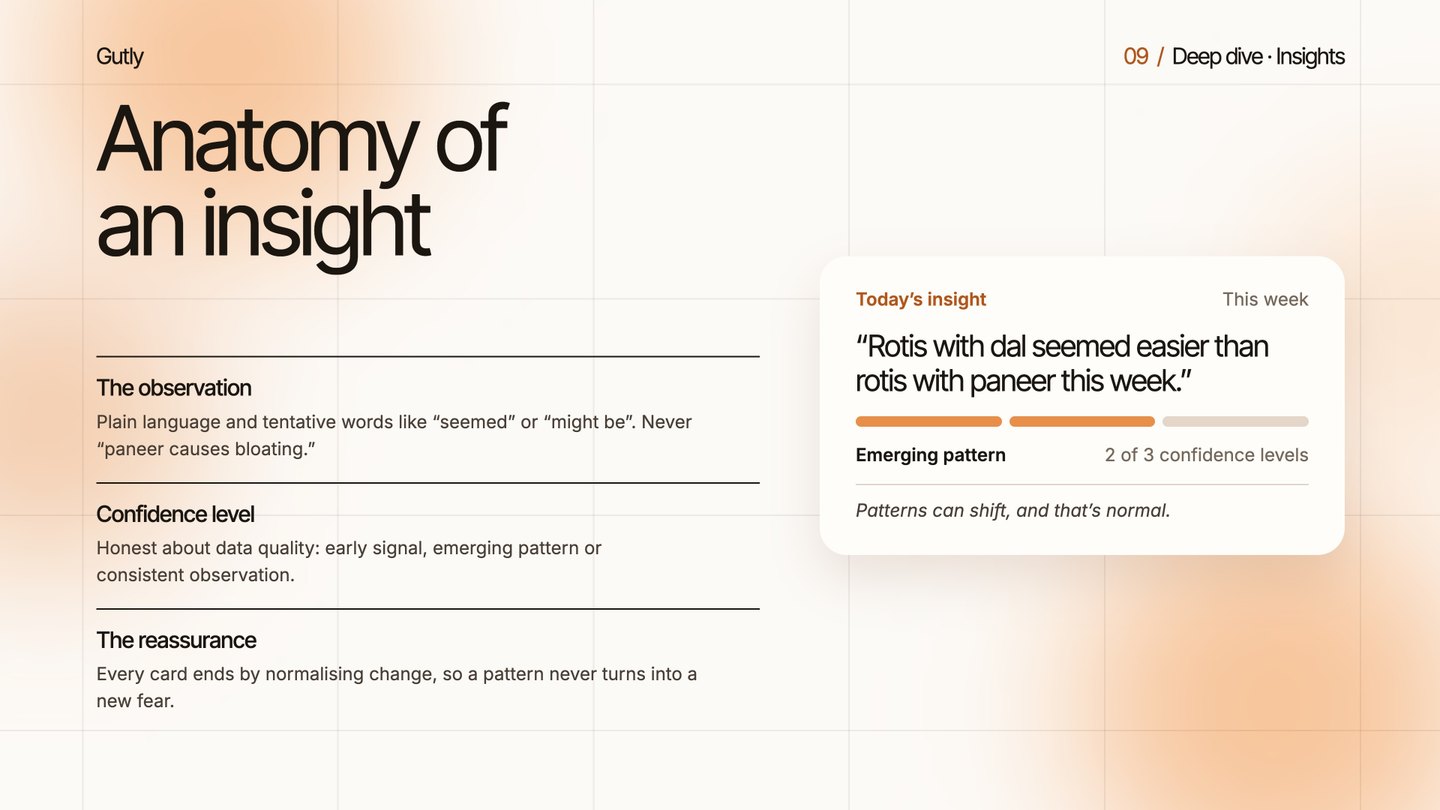 Gutly
09 / Deep dive · Insights
Anatomy of
an insight
The observation
Plain language and tentative words like “seemed” or “might be”. Never
“paneer causes bloating.”
Confidence level
Honest about data quality: early signal, emerging pattern or
consistent observation.
The reassurance
Every card ends by normalising change, so a pattern never turns into a
new fear.
Today’s insight
This week
“Rotis with dal seemed easier than
rotis with paneer this week.”
Emerging pattern
2 of 3 confidence levels
Patterns can shift, and that’s normal.